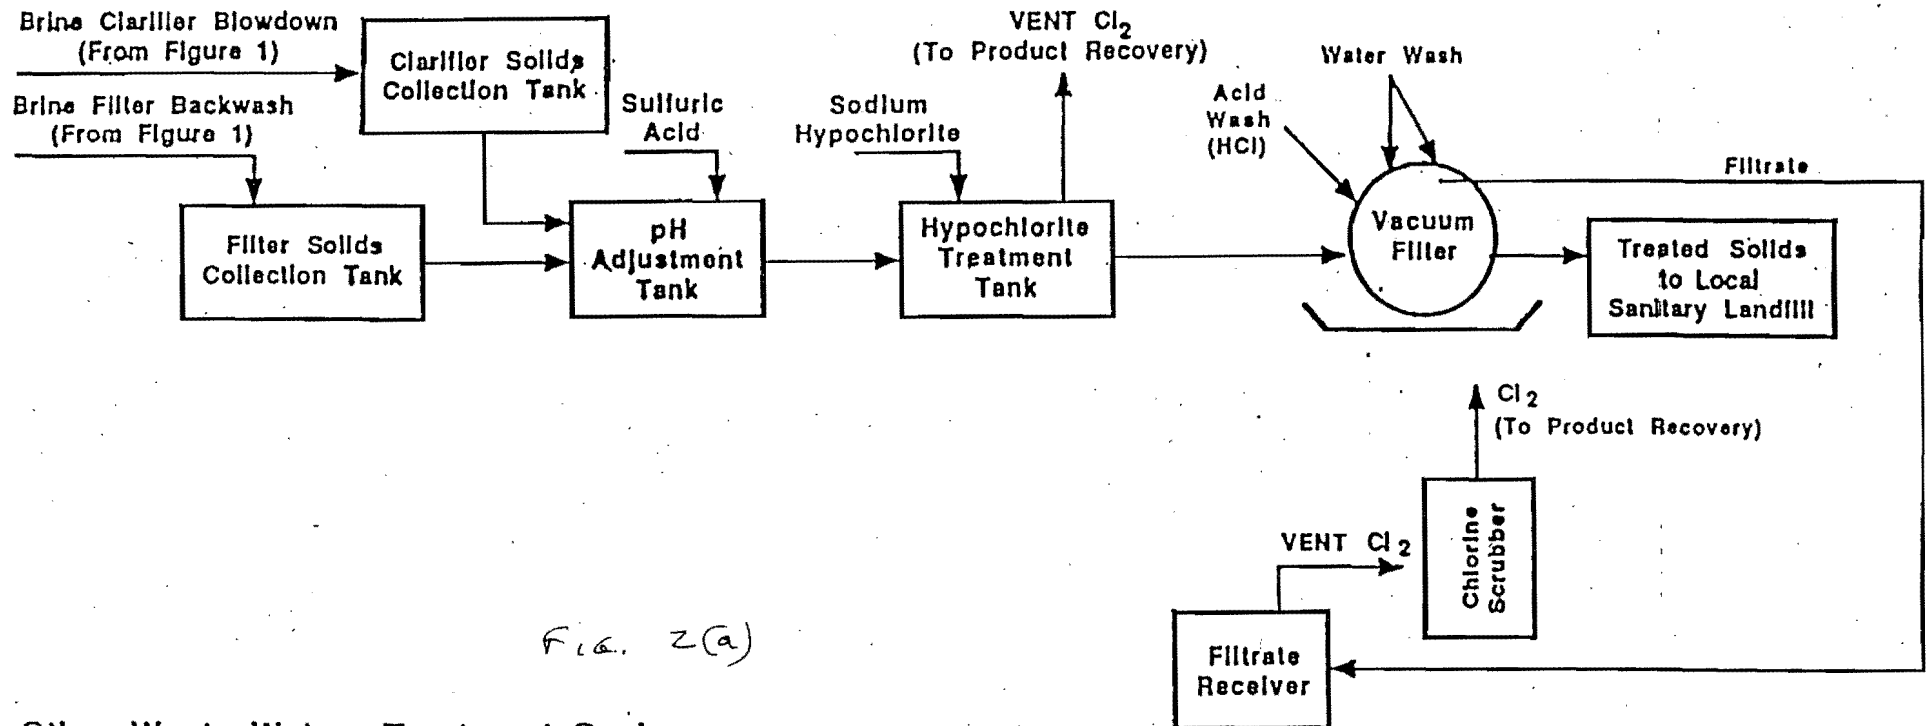 Brine Clarifier Blowdown
(From Figure 1)
Clarifier Solids
Collection Tank
Brine Filter Backwash
(From Figure 1)
Filter Solids
Collection Tank
Sulfuric
Acid
pH
Adjustment
Tank
Sodium
Hypochlorite
VENT Cl2
(To Product Recovery)
Hypochlorite
Treatment
Tank
Acid
Wash
(HCl)
Water Wash
Vacuum
Filter
Filtrate
Treated Solids
to Local
Sanitary Landfill
Cl2
(To Product Recovery)
Chlorine
Scrubber
VENT Cl2
Filtrate
Receiver
FIG. 2(a)